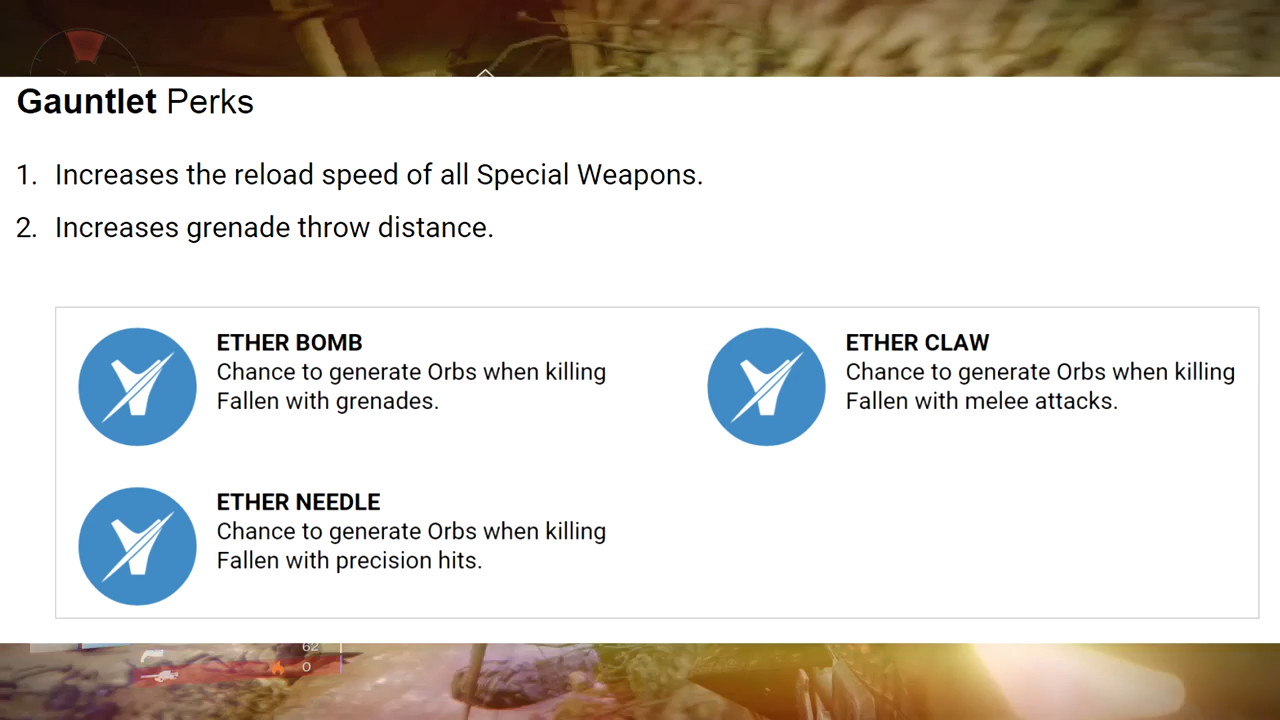 Gauntlet Perks
1. Increases the reload speed of all Special Weapons.
2. Increases grenade throw distance.
ETHER BOMB
Chance to generate Orbs when killing
Fallen with grenades.
ETHER CLAW
Chance to generate Orbs when killing
Fallen with melee attacks.
ETHER NEEDLE
Chance to generate Orbs when killing
Fallen with precision hits.
62
0